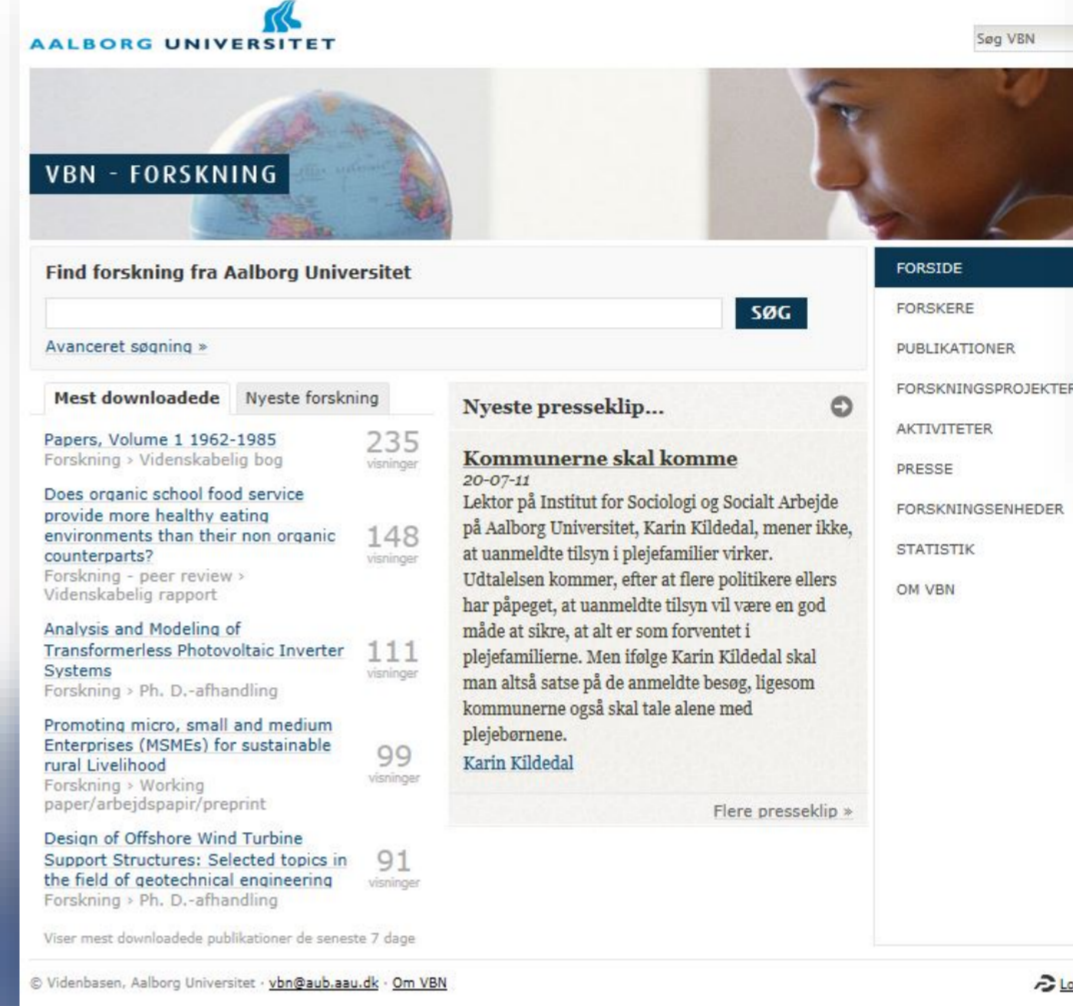 AALBORG UNIVERSITET
Søg VBN
VBN - FORSKNING
Find forskning fra Aalborg Universitet
SØG
Avanceret søgning »
Mest downloadede
Nyeste forskning
Papers, Volume 1 1962-1985
Forskning › Videnskabelig bog
235
visninger
Does organic school food service
provide more healthy eating
environments than their non organic
counterparts?
Forskning - peer review ›
Videnskabelig rapport
148
visninger
Analysis and Modeling of
Transformerless Photovoltaic Inverter
Systems
Forskning › Ph. D.-afhandling
111
visninger
Promoting micro, small and medium
Enterprises (MSMEs) for sustainable
rural Livelihood
Forskning › Working
paper/arbejdspapir/preprint
99
visninger
Design of Offshore Wind Turbine
Support Structures: Selected topics in
the field of geotechnical engineering
Forskning › Ph. D.-afhandling
91
visninger
Viser mest downloadede publikationer de seneste 7 dage
Nyeste presseklip...
Kommunerne skal komme
20-07-11
Lektor på Institut for Sociologi og Socialt Arbejde
på Aalborg Universitet, Karin Kildedal, mener ikke,
at uanmeldte tilsyn i plejefamilier virker.
Udtalelsen kommer, efter at flere politikere ellers
har påpeget, at uanmeldte tilsyn vil være en god
måde at sikre, at alt er som forventet i
plejefamilierne. Men ifølge Karin Kildedal skal
man altså satse på de anmeldte besøg, ligesom
kommunerne også skal tale alene med
plejebørnene.
Karin Kildedal
Flere presseklip »
FORSIDE
FORSKERE
PUBLIKATIONER
FORSKNINGSPROJEKTER
AKTIVITETER
PRESSE
FORSKNINGSENHEDER
STATISTIK
OM VBN
© Videnbasen, Aalborg Universitet · vbn@aub.aau.dk · Om VBN